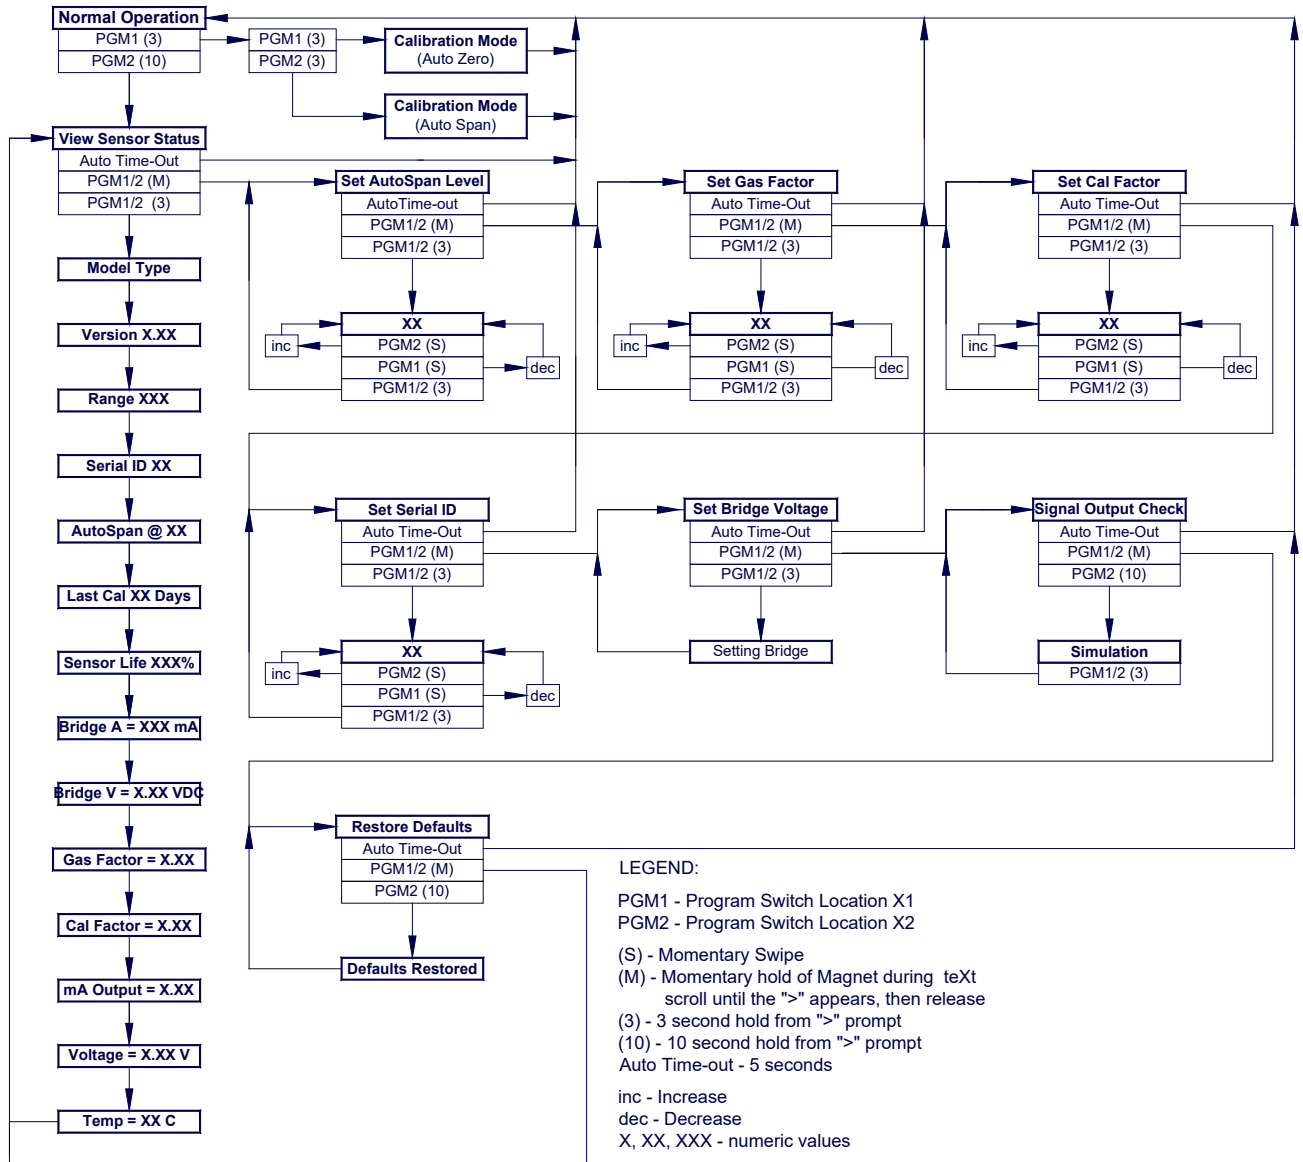 Normal Operation
PGM1 (3)
PGM2 (10)
PGM1 (3)
PGM2 (3)
Calibration Mode
(Auto Zero)
Calibration Mode
(Auto Span)
View Sensor Status
Auto Time-Out
PGM1/2 (M)
PGM1/2 (3)
Model Type
Version X.XX
Range XXX
Serial ID XX
AutoSpan @ XX
Last Cal XX Days
Sensor Life XXX%
Bridge A = XXX mA
Bridge V = X.XX VDC
Gas Factor = X.XX
Cal Factor = X.XX
mA Output = X.XX
Voltage = X.XX V
Temp = XX C
Set AutoSpan Level
AutoTime-out
PGM1/2 (M)
PGM1/2 (3)
XX
PGM2 (S)
PGM1 (S)
PGM1/2 (3)
inc
dec
Set Gas Factor
Auto Time-Out
PGM1/2 (M)
PGM1/2 (3)
XX
PGM2 (S)
PGM1 (S)
PGM1/2 (3)
inc
dec
Set Cal Factor
Auto Time-Out
PGM1/2 (M)
PGM1/2 (3)
XX
PGM2 (S)
PGM1 (S)
PGM1/2 (3)
inc
dec
Set Serial ID
Auto Time-Out
PGM1/2 (M)
PGM1/2 (3)
XX
PGM2 (S)
PGM1 (S)
PGM1/2 (3)
inc
dec
Set Bridge Voltage
Auto Time-Out
PGM1/2 (M)
PGM1/2 (3)
Setting Bridge
Signal Output Check
Auto Time-Out
PGM1/2 (M)
PGM2 (10)
Simulation
PGM1/2 (3)
Restore Defaults
Auto Time-Out
PGM1/2 (M)
PGM2 (10)
Defaults Restored
LEGEND:
PGM1 - Program Switch Location X1
PGM2 - Program Switch Location X2
(S) - Momentary Swipe
(M) - Momentary hold of Magnet during teXt
scroll until the ">" appears, then release
(3) - 3 second hold from ">" prompt
(10) - 10 second hold from ">" prompt
Auto Time-out - 5 seconds
inc - Increase
dec - Decrease
X, XX, XXX - numeric values